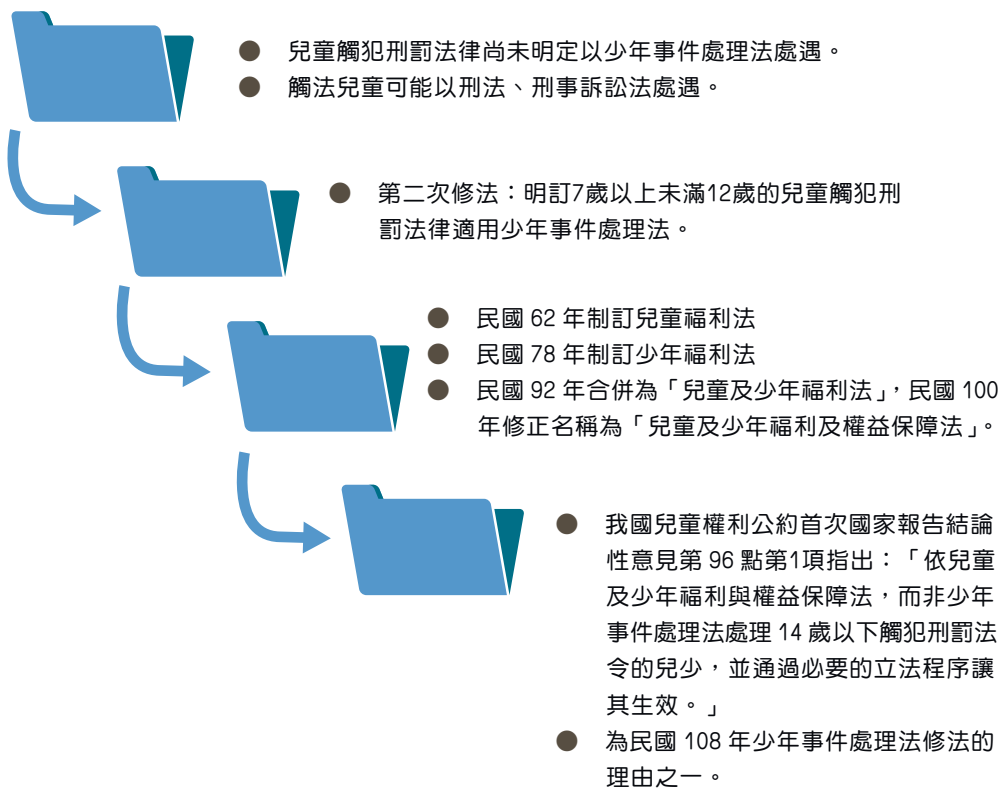 ● 兒童觸犯刑罰法律尚未明定以少年事件處理法處遇。
● 觸法兒童可能以刑法、刑事訴訟法處遇。
● 第二次修法：明訂7歲以上未滿12歲的兒童觸犯刑
罰法律適用少年事件處理法。
● 民國 62 年制訂兒童福利法
● 民國 78 年制訂少年福利法
● 民國 92 年合併為「兒童及少年福利法」，民國 100
年修正名稱為「兒童及少年福利及權益保障法」。
● 我國兒童權利公約首次國家報告結論
性意見第 96 點第1項指出：「依兒童
及少年福利與權益保障法，而非少年
事件處理法處理 14 歲以下觸犯刑罰法
令的兒少，並通過必要的立法程序讓
其生效。」
● 為民國 108 年少年事件處理法修法的
理由之一。